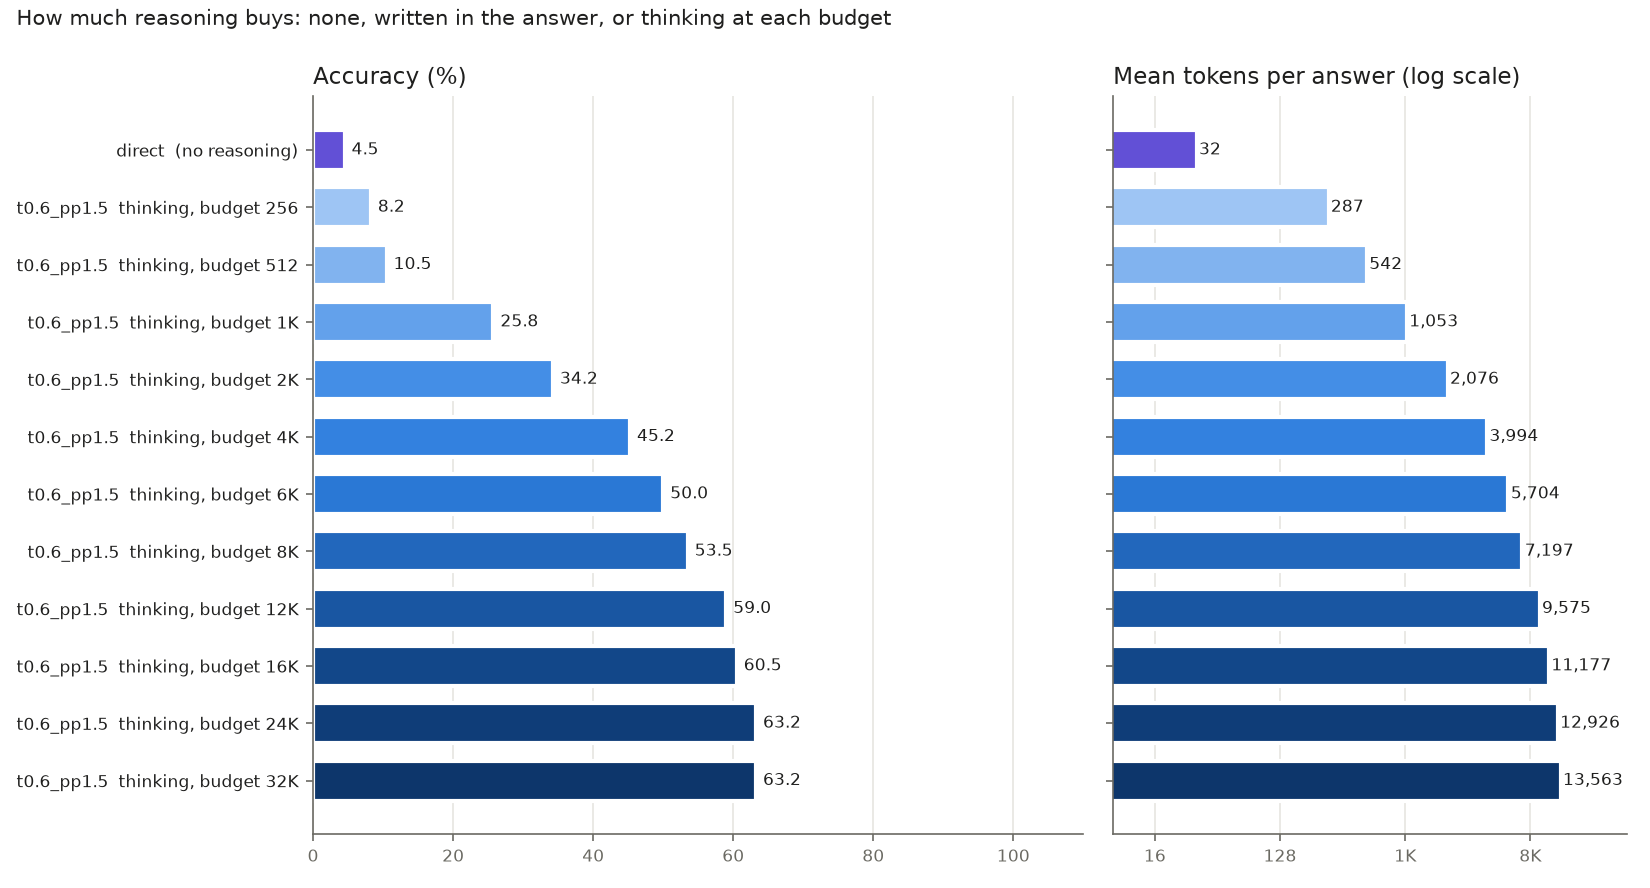 How much reasoning buys: none, written in the answer, or thinking at each budget
Accuracy (%)
Mean tokens per answer (log scale)
direct  (no reasoning)
4.5
32
t0.6_pp1.5  thinking, budget 256
8.2
287
t0.6_pp1.5  thinking, budget 512
10.5
542
t0.6_pp1.5  thinking, budget 1K
25.8
1,053
t0.6_pp1.5  thinking, budget 2K
34.2
2,076
t0.6_pp1.5  thinking, budget 4K
45.2
3,994
t0.6_pp1.5  thinking, budget 6K
50.0
5,704
t0.6_pp1.5  thinking, budget 8K
53.5
7,197
t0.6_pp1.5  thinking, budget 12K
59.0
9,575
t0.6_pp1.5  thinking, budget 16K
60.5
11,177
t0.6_pp1.5  thinking, budget 24K
63.2
12,926
t0.6_pp1.5  thinking, budget 32K
63.2
13,563
0 20 40 60 80 100
16 128 1K 8K